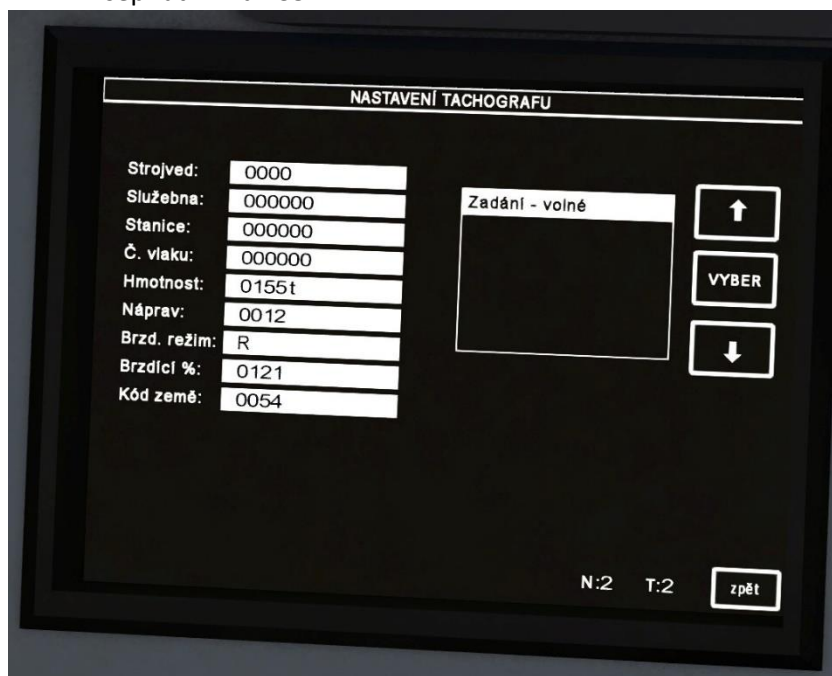 NASTAVENÍ TACHOGRAFU
Strojved: 0000
Služebna: 000000
Stanice: 000000
Č. vlaku: 000000
Hmotnost: 0155t
Náprav: 0012
Brzd. režim: R
Brzdící %: 0121
Kód země: 0054
Zadání - volné
↑
VYBER
↓
N:2 T:2 zpět